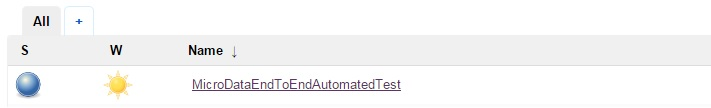 All +
S W Name ↓
MicroDataEndToEndAutomatedTest